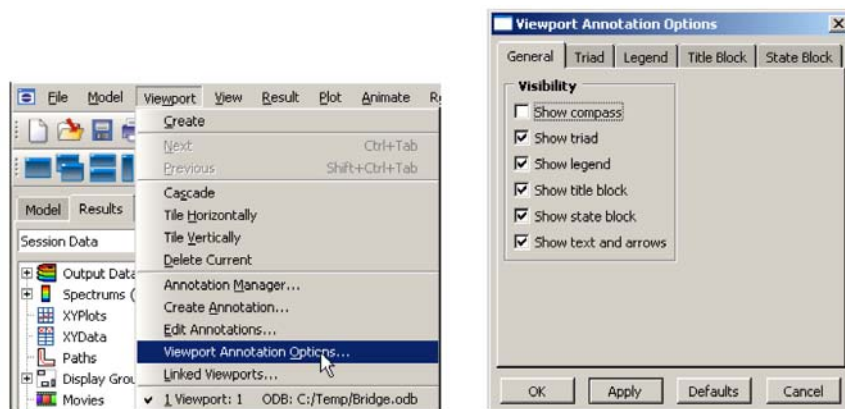 File Model Viewport View Result Plot Animate
Create
Next Ctrl+Tab
Previous Shift+Ctrl+Tab
Cascade
Tile Horizontally
Tile Vertically
Delete Current
Annotation Manager...
Create Annotation...
Edit Annotations...
Viewport Annotation Options...
Linked Viewports...
1 Viewport: 1 ODB: C:/Temp/Bridge.odb
Model Results
Session Data
Output Data
Spectrums (
XYPlots
XYData
Paths
Display Grou
Movies
Viewport Annotation Options
General Triad Legend Title Block State Block
Visibility
Show compass
Show triad
Show legend
Show title block
Show state block
Show text and arrows
OK Apply Defaults Cancel